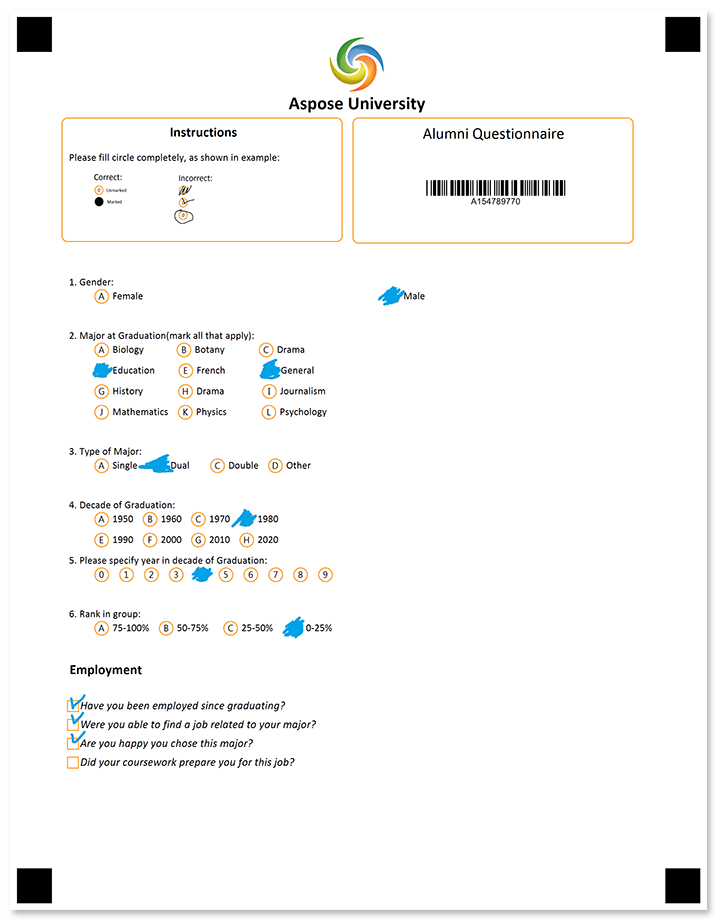 Aspose University
Instructions
Please fill circle completely, as shown in example:
Correct:
Incorrect:
0 Unmarked
Marked
0
Alumni Questionnaire
A154789770
1. Gender:
A Female Male
2. Major at Graduation(mark all that apply):
A Biology B Botany C Drama
Education E French General
G History H Drama I Journalism
J Mathematics K Physics L Psychology
3. Type of Major:
A Single Dual C Double D Other
4. Decade of Graduation:
A 1950 B 1960 C 1970 1980
E 1990 F 2000 G 2010 H 2020
5. Please specify year in decade of Graduation:
0 1 2 3 5 6 7 8 9
6. Rank in group:
A 75-100% B 50-75% C 25-50% 0-25%
Employment
Have you been employed since graduating?
Were you able to find a job related to your major?
Are you happy you chose this major?
Did your coursework prepare you for this job?